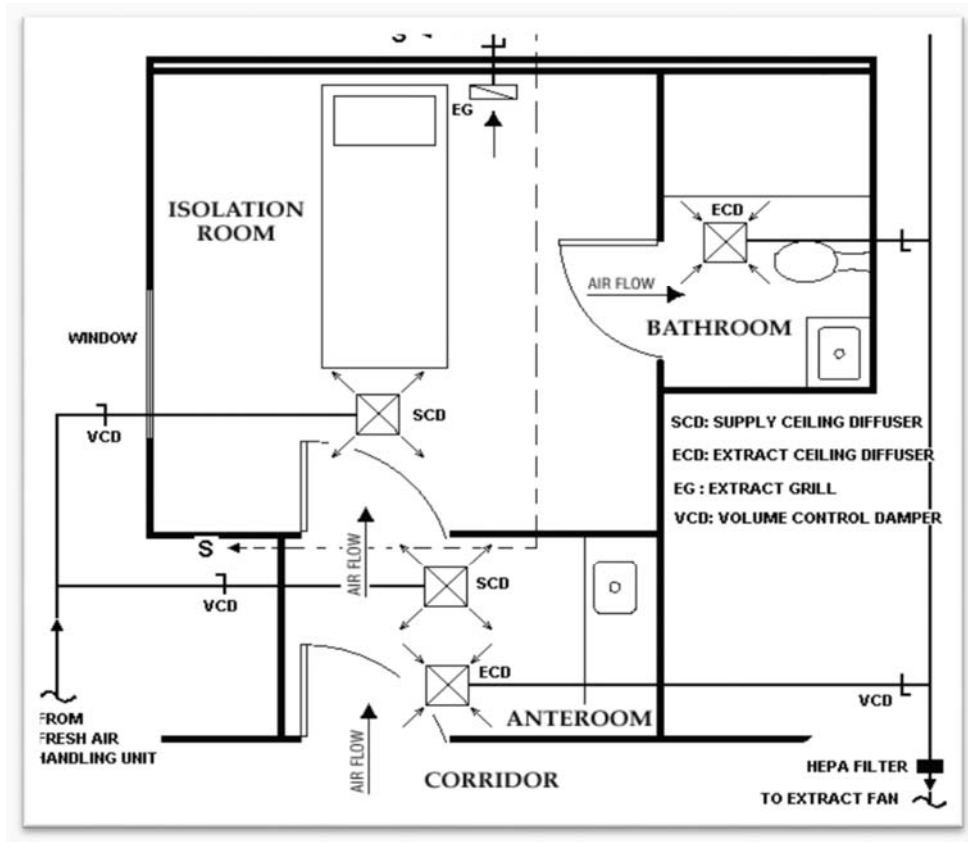 S
EG
ISOLATION
ROOM
ECD
AIR FLOW
BATHROOM
WINDOW
SCD
VCD
SCD: SUPPLY CEILING DIFFUSER
ECD: EXTRACT CEILING DIFFUSER
EG : EXTRACT GRILL
VCD: VOLUME CONTROL DAMPER
S
AIR FLOW
SCD
VCD
ECD
VCD
ANTEROOM
FROM
FRESH AIR
HANDLING UNIT
AIR FLOW
CORRIDOR
HEPA FILTER
TO EXTRACT FAN